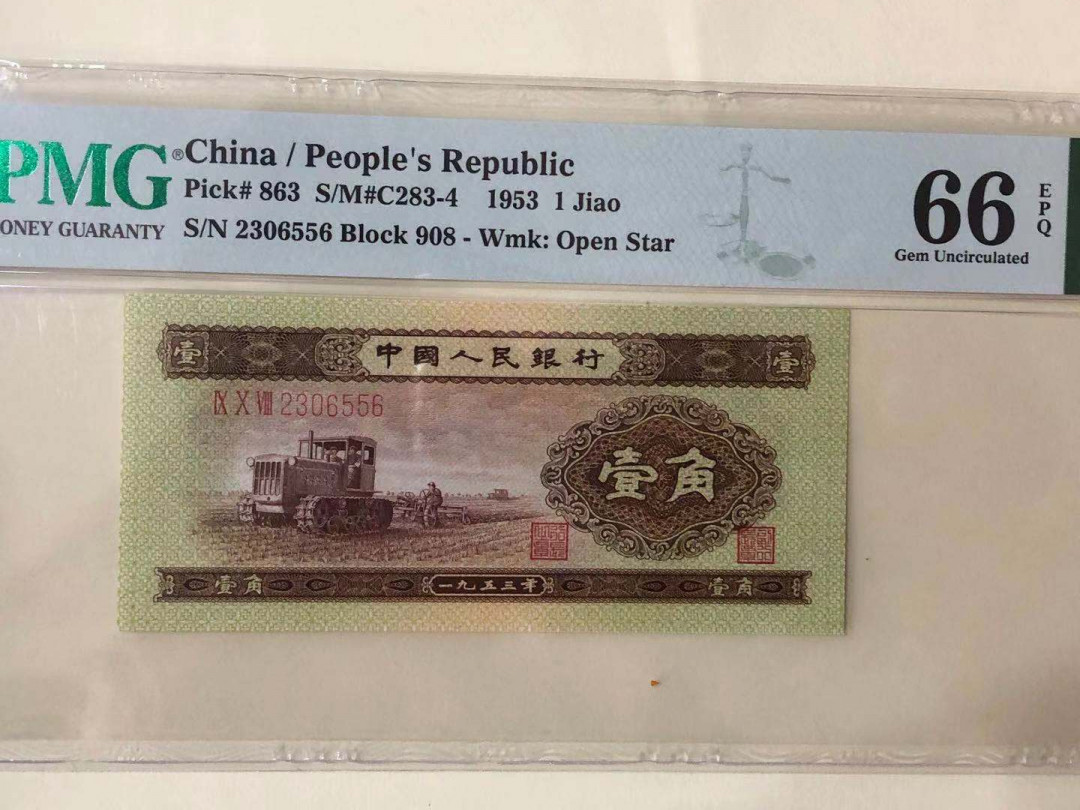 PMG®
ONEY GUARANTY
China / People's Republic
Pick# 863 S/M#C283-4 1953 1 Jiao
S/N 2306556 Block 908 - Wmk: Open Star
66
EPQ
Gem Uncirculated
壹 中國人民銀行 壹
IX X VIII 2306556
壹角
壹角 一九五三年 壹角